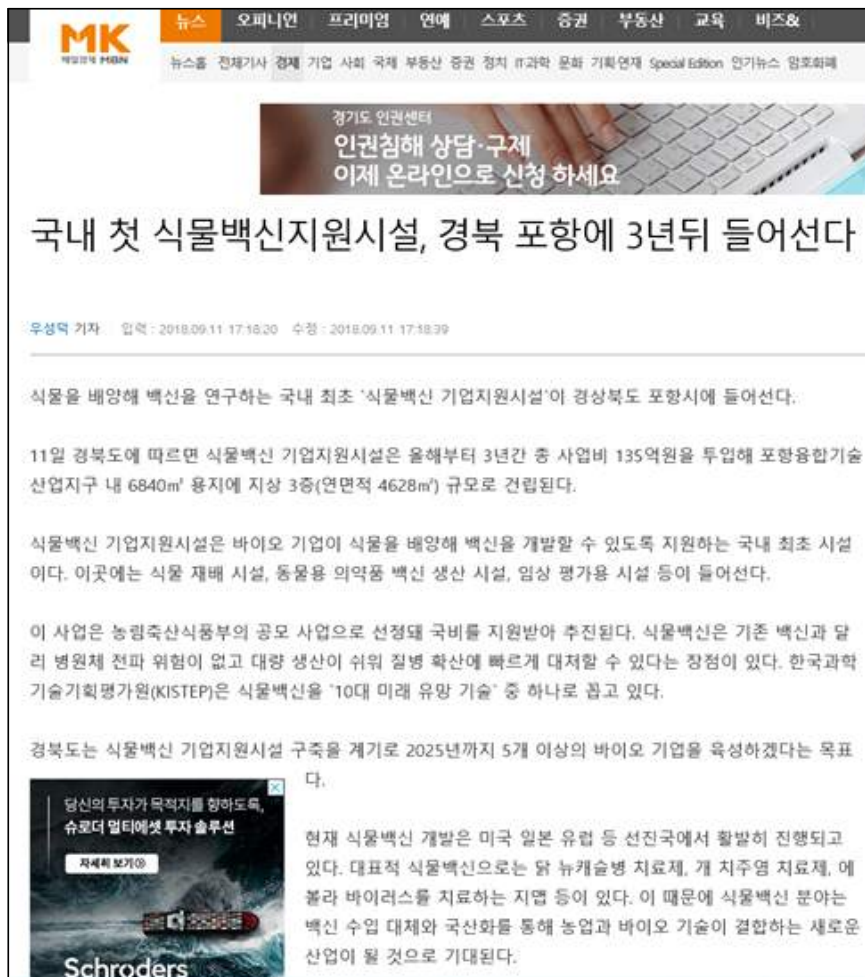 MK
매일경제 MBN
뉴스 오피니언 프리미엄 연예 스포츠 증권 부동산 교육 비즈&
뉴스홈 전체기사 경제 기업 사회 국제 부동산 증권 정치 IT과학 문화 기획·연재 Special Edition 인기뉴스 암호화폐
경기도 인권센터
인권침해 상담·구제
이제 온라인으로 신청 하세요
국내 첫 식물백신지원시설, 경북 포항에 3년뒤 들어선다
우성덕 기자 입력 : 2018.09.11 17:18:20 수정 : 2018.09.11 17:18:39
식물을 배양해 백신을 연구하는 국내 최초 '식물백신 기업지원시설'이 경상북도 포항시에 들어선다.
11일 경북도에 따르면 식물백신 기업지원시설은 올해부터 3년간 총 사업비 135억원을 투입해 포항융합기술
산업지구 내 6840㎡ 용지에 지상 3층(연면적 4628㎡) 규모로 건립된다.
식물백신 기업지원시설은 바이오 기업이 식물을 배양해 백신을 개발할 수 있도록 지원하는 국내 최초 시설
이다. 이곳에는 식물 재배 시설, 동물용 의약품 백신 생산 시설, 임상 평가용 시설 등이 들어선다.
이 사업은 농림축산식품부의 공모 사업으로 선정돼 국비를 지원받아 추진된다. 식물백신은 기존 백신과 달
리 병원체 전파 위험이 없고 대량 생산이 쉬워 질병 확산에 빠르게 대처할 수 있다는 장점이 있다. 한국과학
기술기획평가원(KISTEP)은 식물백신을 '10대 미래 유망 기술' 중 하나로 꼽고 있다.
경북도는 식물백신 기업지원시설 구축을 계기로 2025년까지 5개 이상의 바이오 기업을 육성하겠다는 목표
다.
당신의 투자가 목적지를 향하도록,
슈로더 멀티에셋 투자 솔루션
자세히 보기
Schroders
현재 식물백신 개발은 미국 일본 유럽 등 선진국에서 활발히 진행되고
있다. 대표적 식물백신으로는 닭 뉴캐슬병 치료제, 개 치주염 치료제, 에
볼라 바이러스를 치료하는 지맵 등이 있다. 이 때문에 식물백신 분야는
백신 수입 대체와 국산화를 통해 농업과 바이오 기술이 결합하는 새로운
산업이 될 것으로 기대된다.